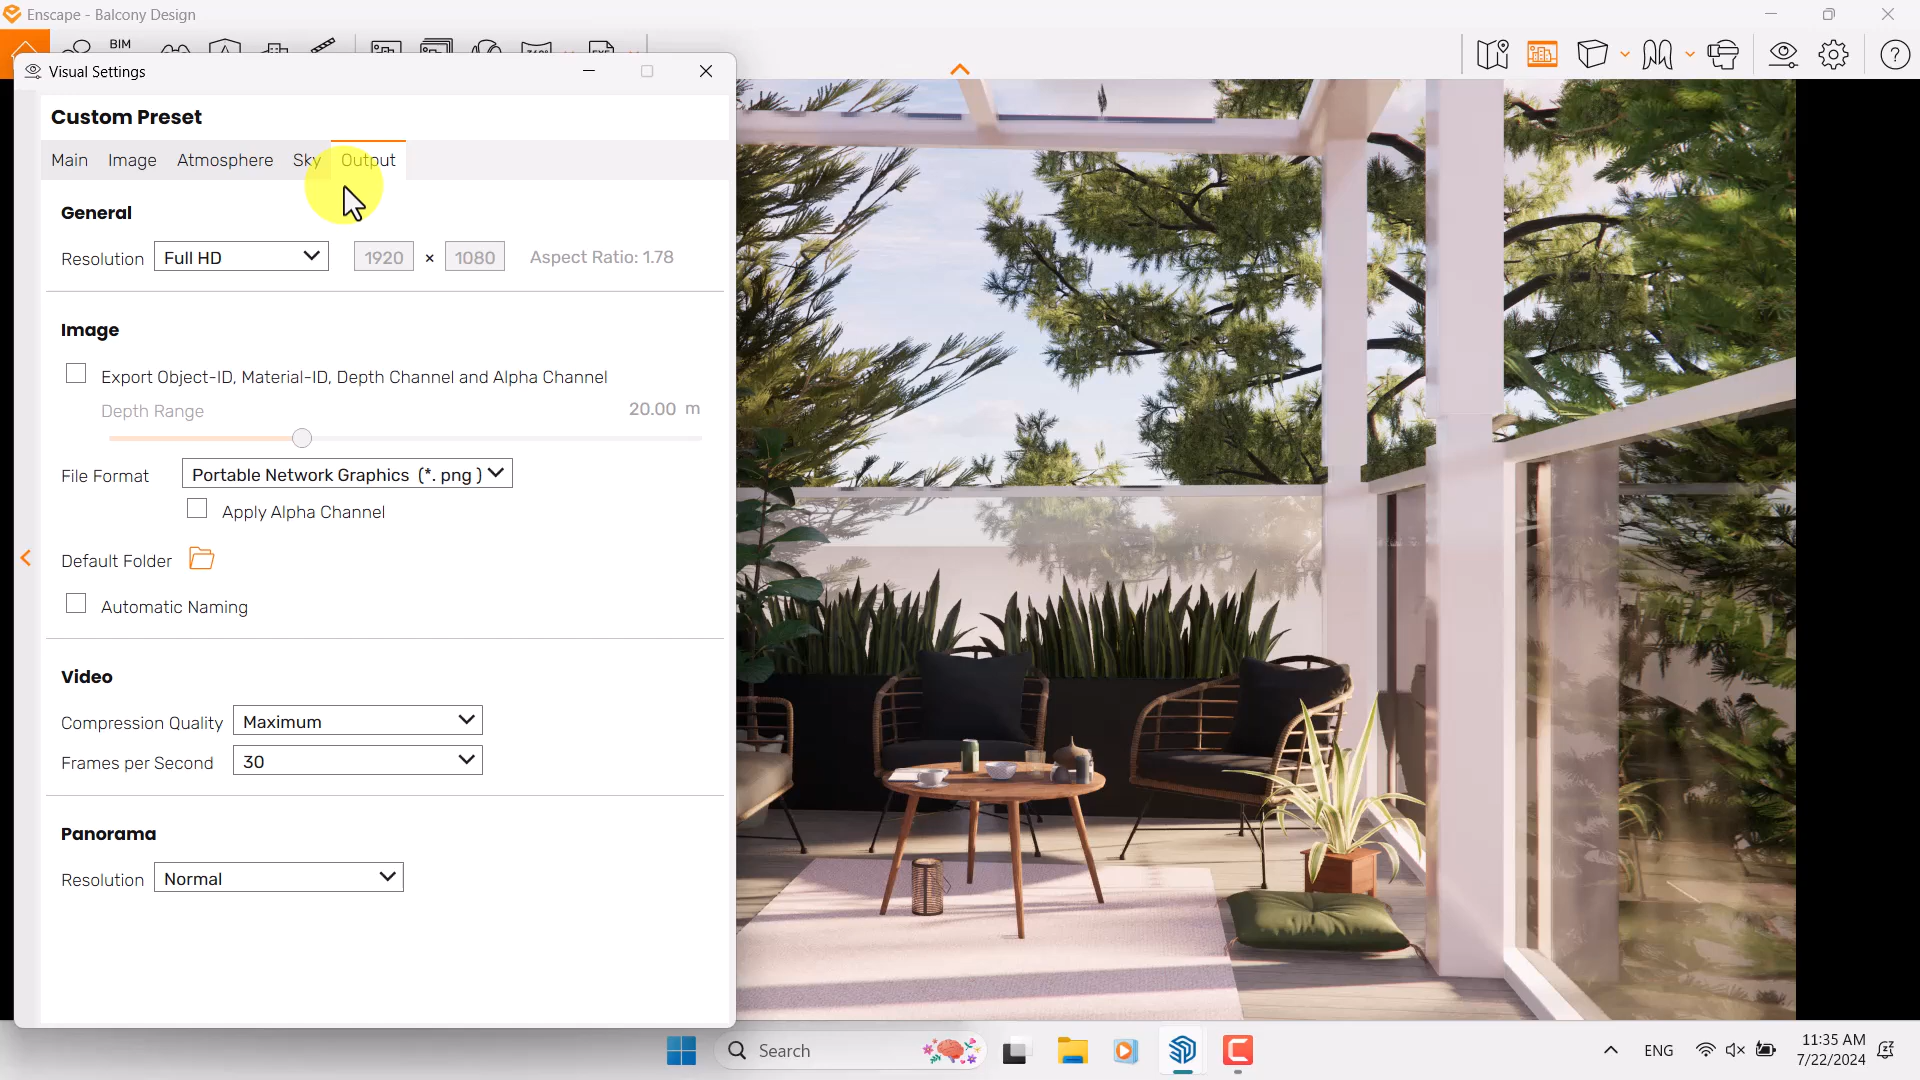 Enscape - Balcony Design
BIM
Visual Settings
Custom Preset
Main Image Atmosphere Sky Output
General
Resolution Full HD 1920 × 1080 Aspect Ratio: 1.78
Image
Export Object-ID, Material-ID, Depth Channel and Alpha Channel
Depth Range 20.00 m
File Format Portable Network Graphics (*. png )
Apply Alpha Channel
Default Folder
Automatic Naming
Video
Compression Quality Maximum
Frames per Second 30
Panorama
Resolution Normal
Search
ENG
11:35 AM
7/22/2024